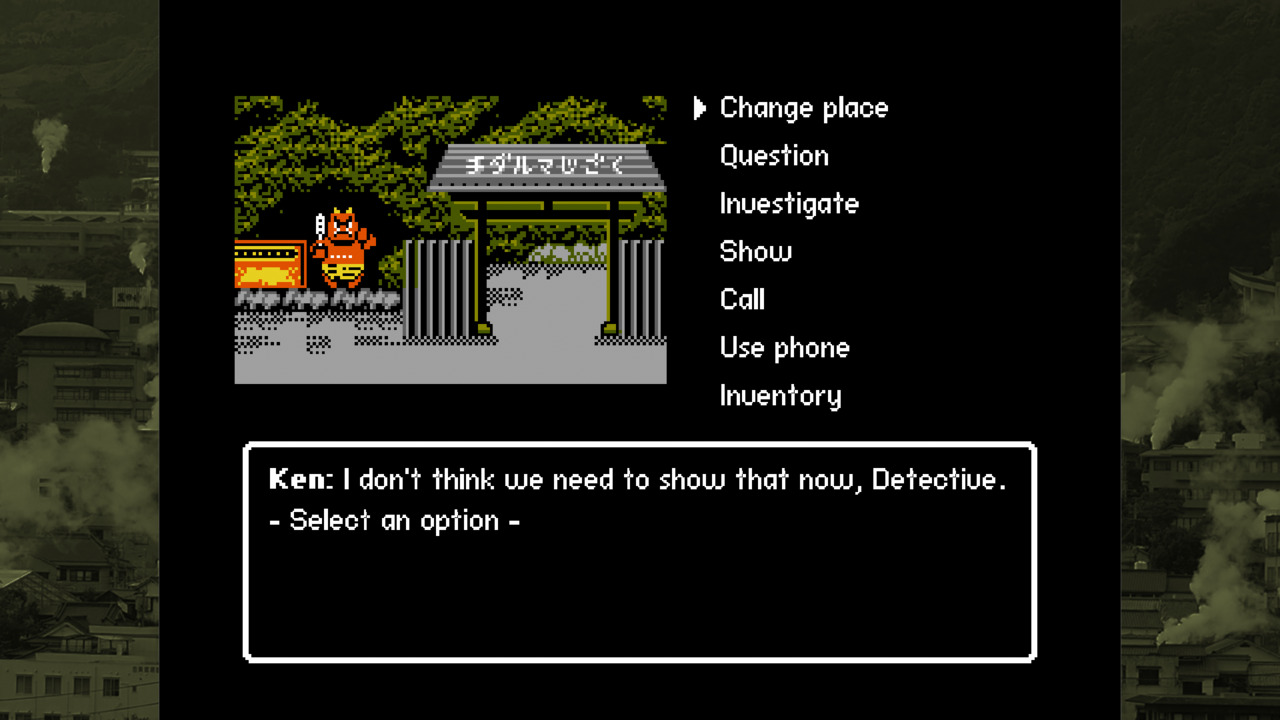 チダルマじごく
Change place
Question
Investigate
Show
Call
Use phone
Inventory
Ken: I don't think we need to show that now, Detective.
- Select an option -